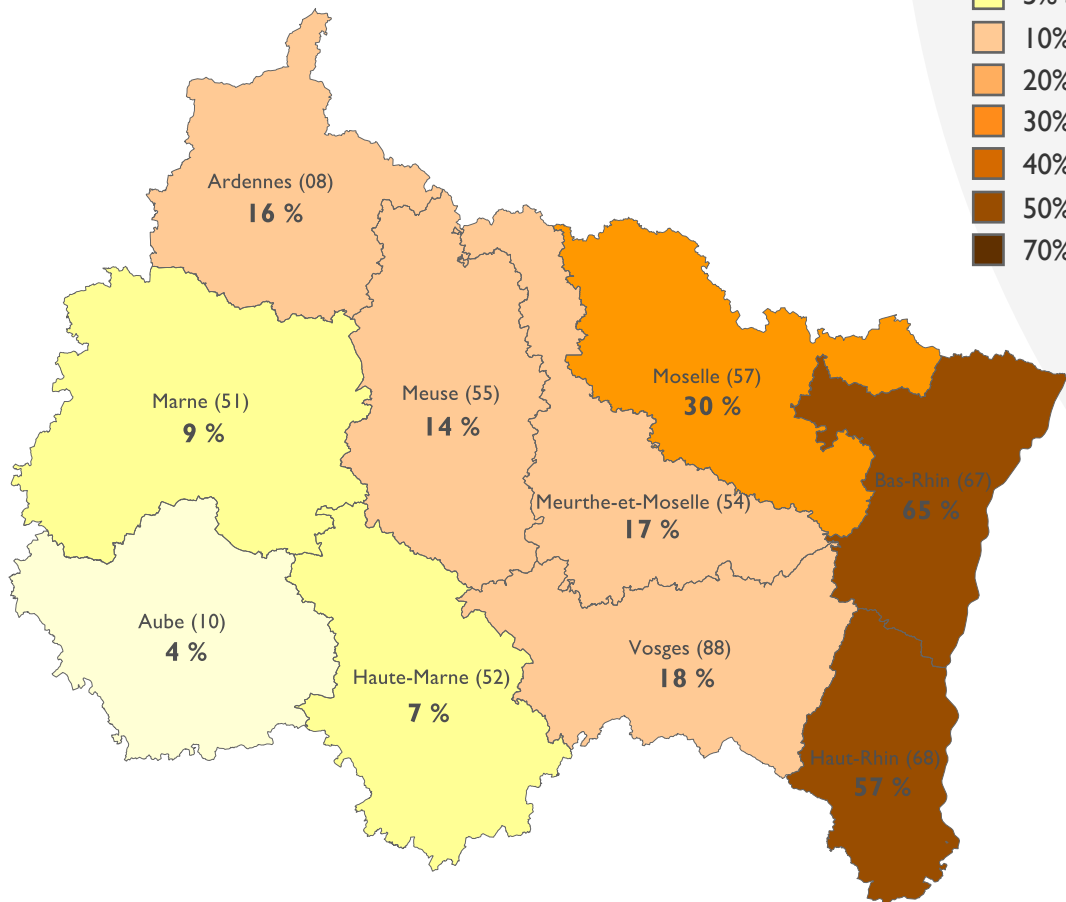 10%
20%
30%
40%
50%
70%
Ardennes (08)
16 %
Marne (51)
9 %
Meuse (55)
14 %
Moselle (57)
30 %
Bas-Rhin (67)
65 %
Meurthe-et-Moselle (54)
17 %
Aube (10)
4 %
Haute-Marne (52)
7 %
Vosges (88)
18 %
Haut-Rhin (68)
57 %